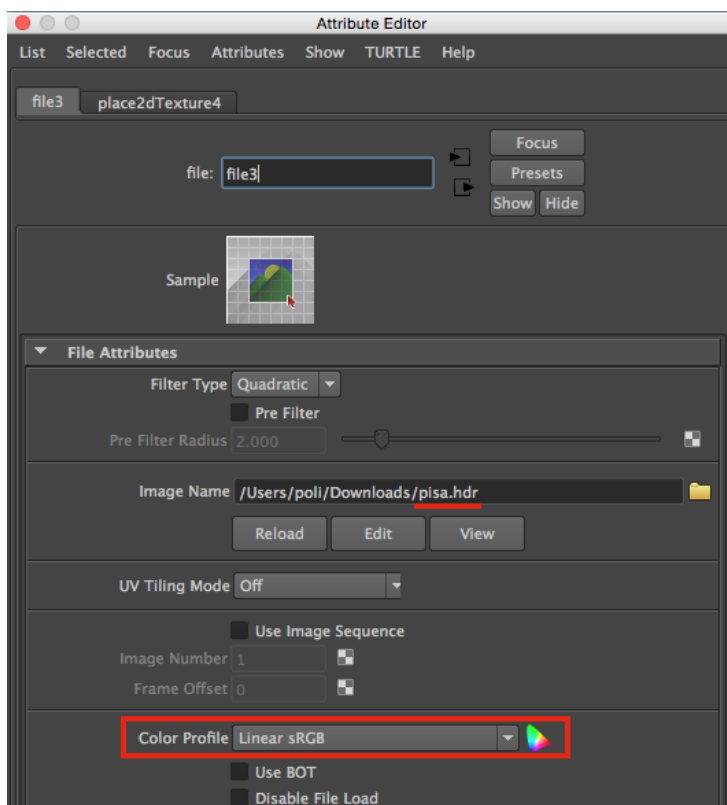 Attribute Editor
List Selected Focus Attributes Show TURTLE Help
file3 place2dTexture4
Focus
file: file3 Presets
Show Hide
Sample
File Attributes
Filter Type Quadratic
Pre Filter
Pre Filter Radius 2.000
Image Name /Users/poli/Downloads/pisa.hdr
Reload Edit View
UV Tiling Mode Off
Use Image Sequence
Image Number 1
Frame Offset 0
Color Profile Linear sRGB
Use BOT
Disable File Load